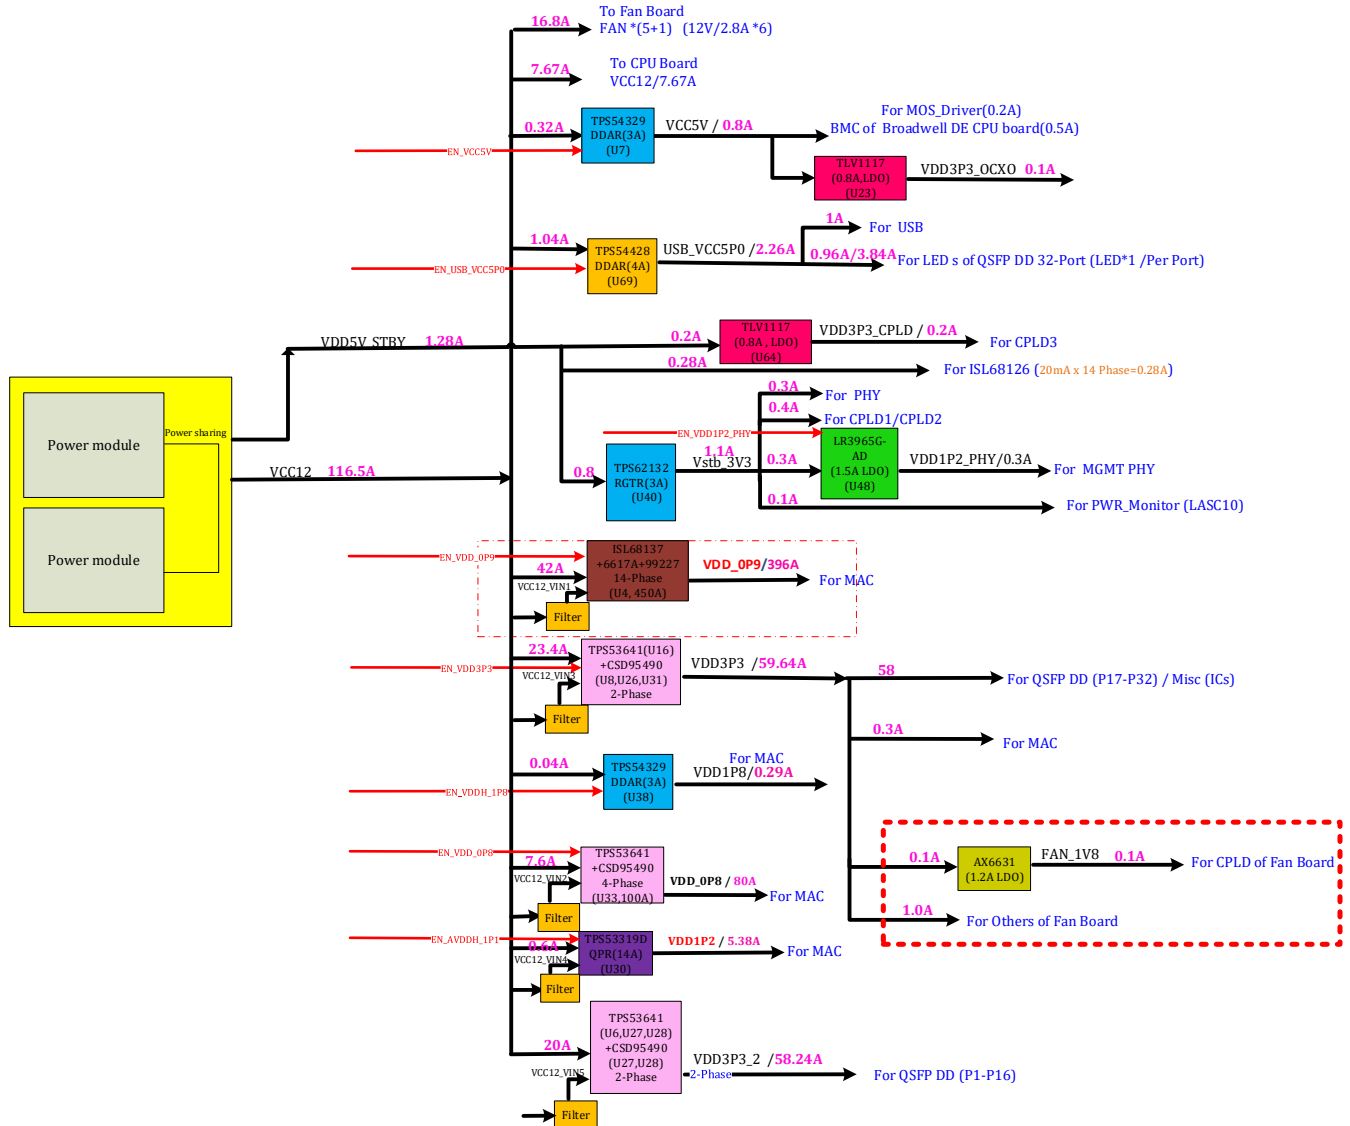 To Fan Board
16.8A
FAN *(5+1) (12V/2.8A *6)
To CPU Board
7.67A
VCC12/7.67A
For MOS_Driver(0.2A)
BMC of Broadwell DE CPU board(0.5A)
0.32A
TPS54329
DDAR(3A)
(U7)
VCC5V / 0.8A
EN_VCC5V
TLV1117
(0.8A,LDO)
(U23)
VDD3P3_OCXO 0.1A
1A
For USB
1.04A
TPS54428
DDAR(4A)
(U69)
USB_VCC5P0 /2.26A
0.96A/3.84A
For LED s of QSFP DD 32-Port (LED*1 /Per Port)
EN_USB_VCC5P0
VDD5V_STBY 1.28A
0.2A
TLV1117
(0.8A , LDO)
(U64)
VDD3P3_CPLD / 0.2A
For CPLD3
0.28A
For ISL68126 (20mA x 14 Phase=0.28A)
Power module
Power sharing
Power module
VCC12 116.5A
0.3A
For PHY
0.4A
For CPLD1/CPLD2
EN_VDD1P2_PHY
0.8
TPS62132
RGTR(3A)
(U40)
1.1A
Vstb_3V3
0.3A
LR3965G-
AD
(1.5A LDO)
(U48)
VDD1P2_PHY/0.3A
For MGMT PHY
0.1A
For PWR_Monitor (LASC10)
EN_VDD_0P9
42A
VCC12_VIN1
ISL68137
+6617A+99227
14-Phase
(U4, 450A)
VDD_0P9/396A
For MAC
Filter
23.4A
EN_VDD3P3
VCC12_VIN3
TPS53641(U16)
+CSD95490
(U8,U26,U31)
2-Phase
VDD3P3 /59.64A
58
For QSFP DD (P17-P32) / Misc (ICs)
Filter
0.3A
For MAC
0.04A
TPS54329
DDAR(3A)
(U38)
For MAC
VDD1P8/0.29A
EN_VDDH_1P8
EN_VDD_0P8
7.6A
VCC12_VIN2
TPS53641
+CSD95490
4-Phase
(U33,100A)
VDD_0P8 / 80A
For MAC
Filter
0.1A
AX6631
(1.2A LDO)
FAN_1V8 0.1A
For CPLD of Fan Board
1.0A
For Others of Fan Board
EN_AVDDH_1P1
0.6A
VCC12_VIN4
TPS53319D
QPR(14A)
(U30)
VDD1P2 / 5.38A
For MAC
Filter
20A
VCC12_VIN5
TPS53641
(U6,U27,U28)
+CSD95490
(U27,U28)
2-Phase
VDD3P3_2 /58.24A
2-Phase
For QSFP DD (P1-P16)
Filter